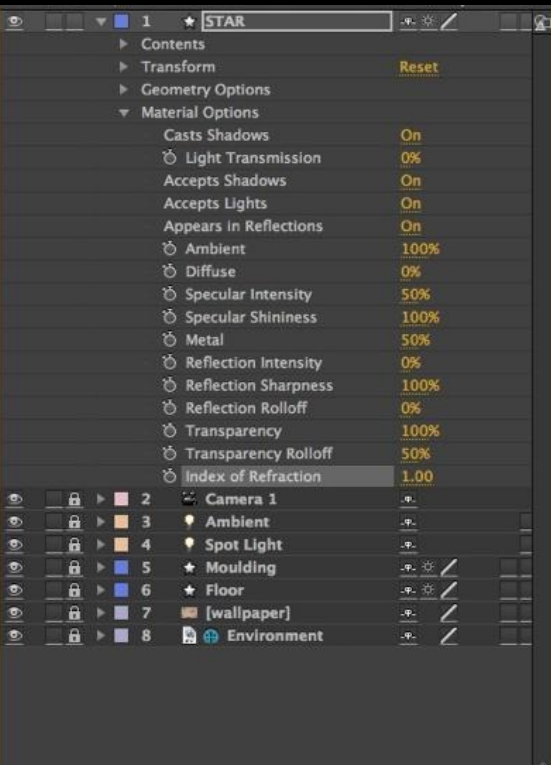 1 STAR
Contents
Transform Reset
Geometry Options
Material Options
Casts Shadows On
Light Transmission 0%
Accepts Shadows On
Accepts Lights On
Appears in Reflections On
Ambient 100%
Diffuse 0%
Specular Intensity 50%
Specular Shininess 100%
Metal 50%
Reflection Intensity 0%
Reflection Sharpness 100%
Reflection Rolloff 0%
Transparency 100%
Transparency Rolloff 50%
Index of Refraction 1.00
2 Camera 1
3 Ambient
4 Spot Light
5 Moulding
6 Floor
7 [wallpaper]
8 Environment